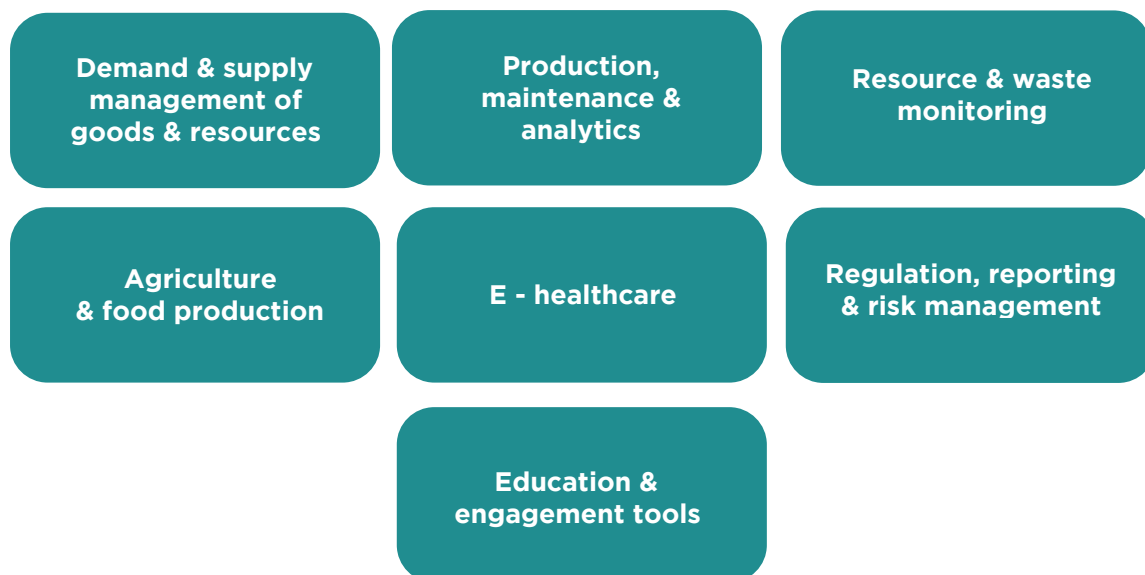 Demand & supply
management of
goods & resources
Production,
maintenance &
analytics
Resource & waste
monitoring
Agriculture
& food production
E - healthcare
Regulation, reporting
& risk management
Education &
engagement tools